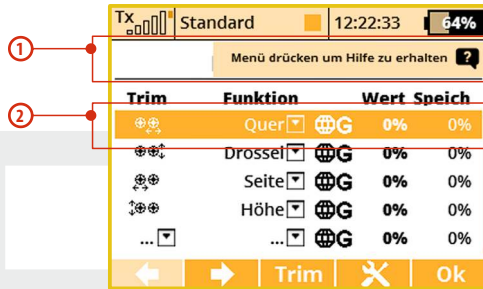 Tx Standard 12:22:33 64%
1
Menü drücken um Hilfe zu erhalten ?
2
Trim Funktion Wert Speich
Quer G 0% 0%
Drossel G 0% 0%
Seite G 0% 0%
Höhe G 0% 0%
... ... G 0% 0%
Trim Ok